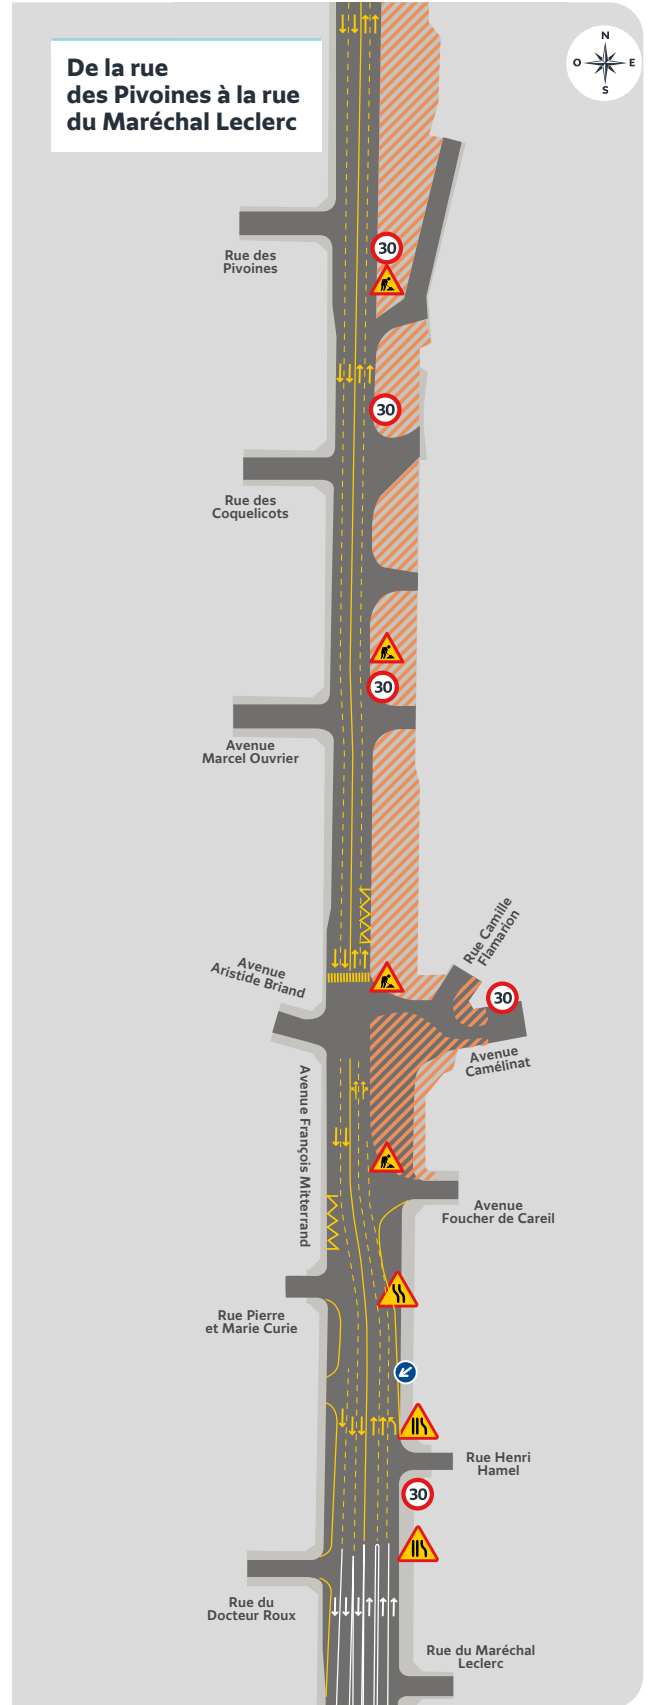 De la rue
des Pivoines à la rue
du Maréchal Leclerc
N
O
E
S
Rue des
Pivoines
30
30
Rue des
Coquelicots
30
Avenue
Marcel Ouvrier
Rue Camille
Flamarion
Avenue
Aristide Briand
30
Avenue
Camélinat
Avenue François Mitterrand
Avenue
Foucher de Careil
Rue Pierre
et Marie Curie
Rue Henri
Hamel
30
Rue du
Docteur Roux
Rue du Maréchal
Leclerc